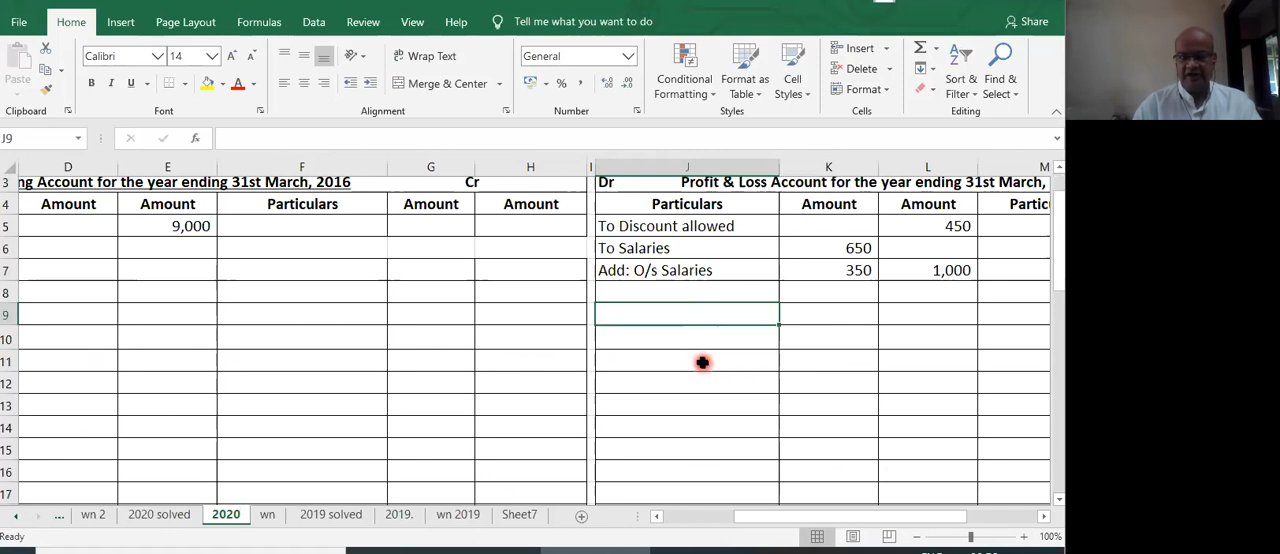 File Home Insert Page Layout Formulas Data Review View Help Tell me what you want to do Share
Calibri 14 A A Wrap Text General Insert
Paste B I U Merge & Center % Conditional Format as Cell Delete Sort & Find &
Formatting Table Styles Format Filter Select
Clipboard Font Alignment Number Styles Cells Editing
J9 fx
D E F G H I J K L M
3 ng Account for the year ending 31st March, 2016 Cr Dr Profit & Loss Account for the year ending 31st March,
4 Amount Amount Particulars Amount Amount Particulars Amount Amount Partic
5 9,000 To Discount allowed 450
6 To Salaries 650
7 Add: O/s Salaries 350 1,000
8
9
10
11
12
13
14
15
16
17
... wn 2 2020 solved 2020 wn 2019 solved 2019. wn 2019 Sheet7
Ready 100%